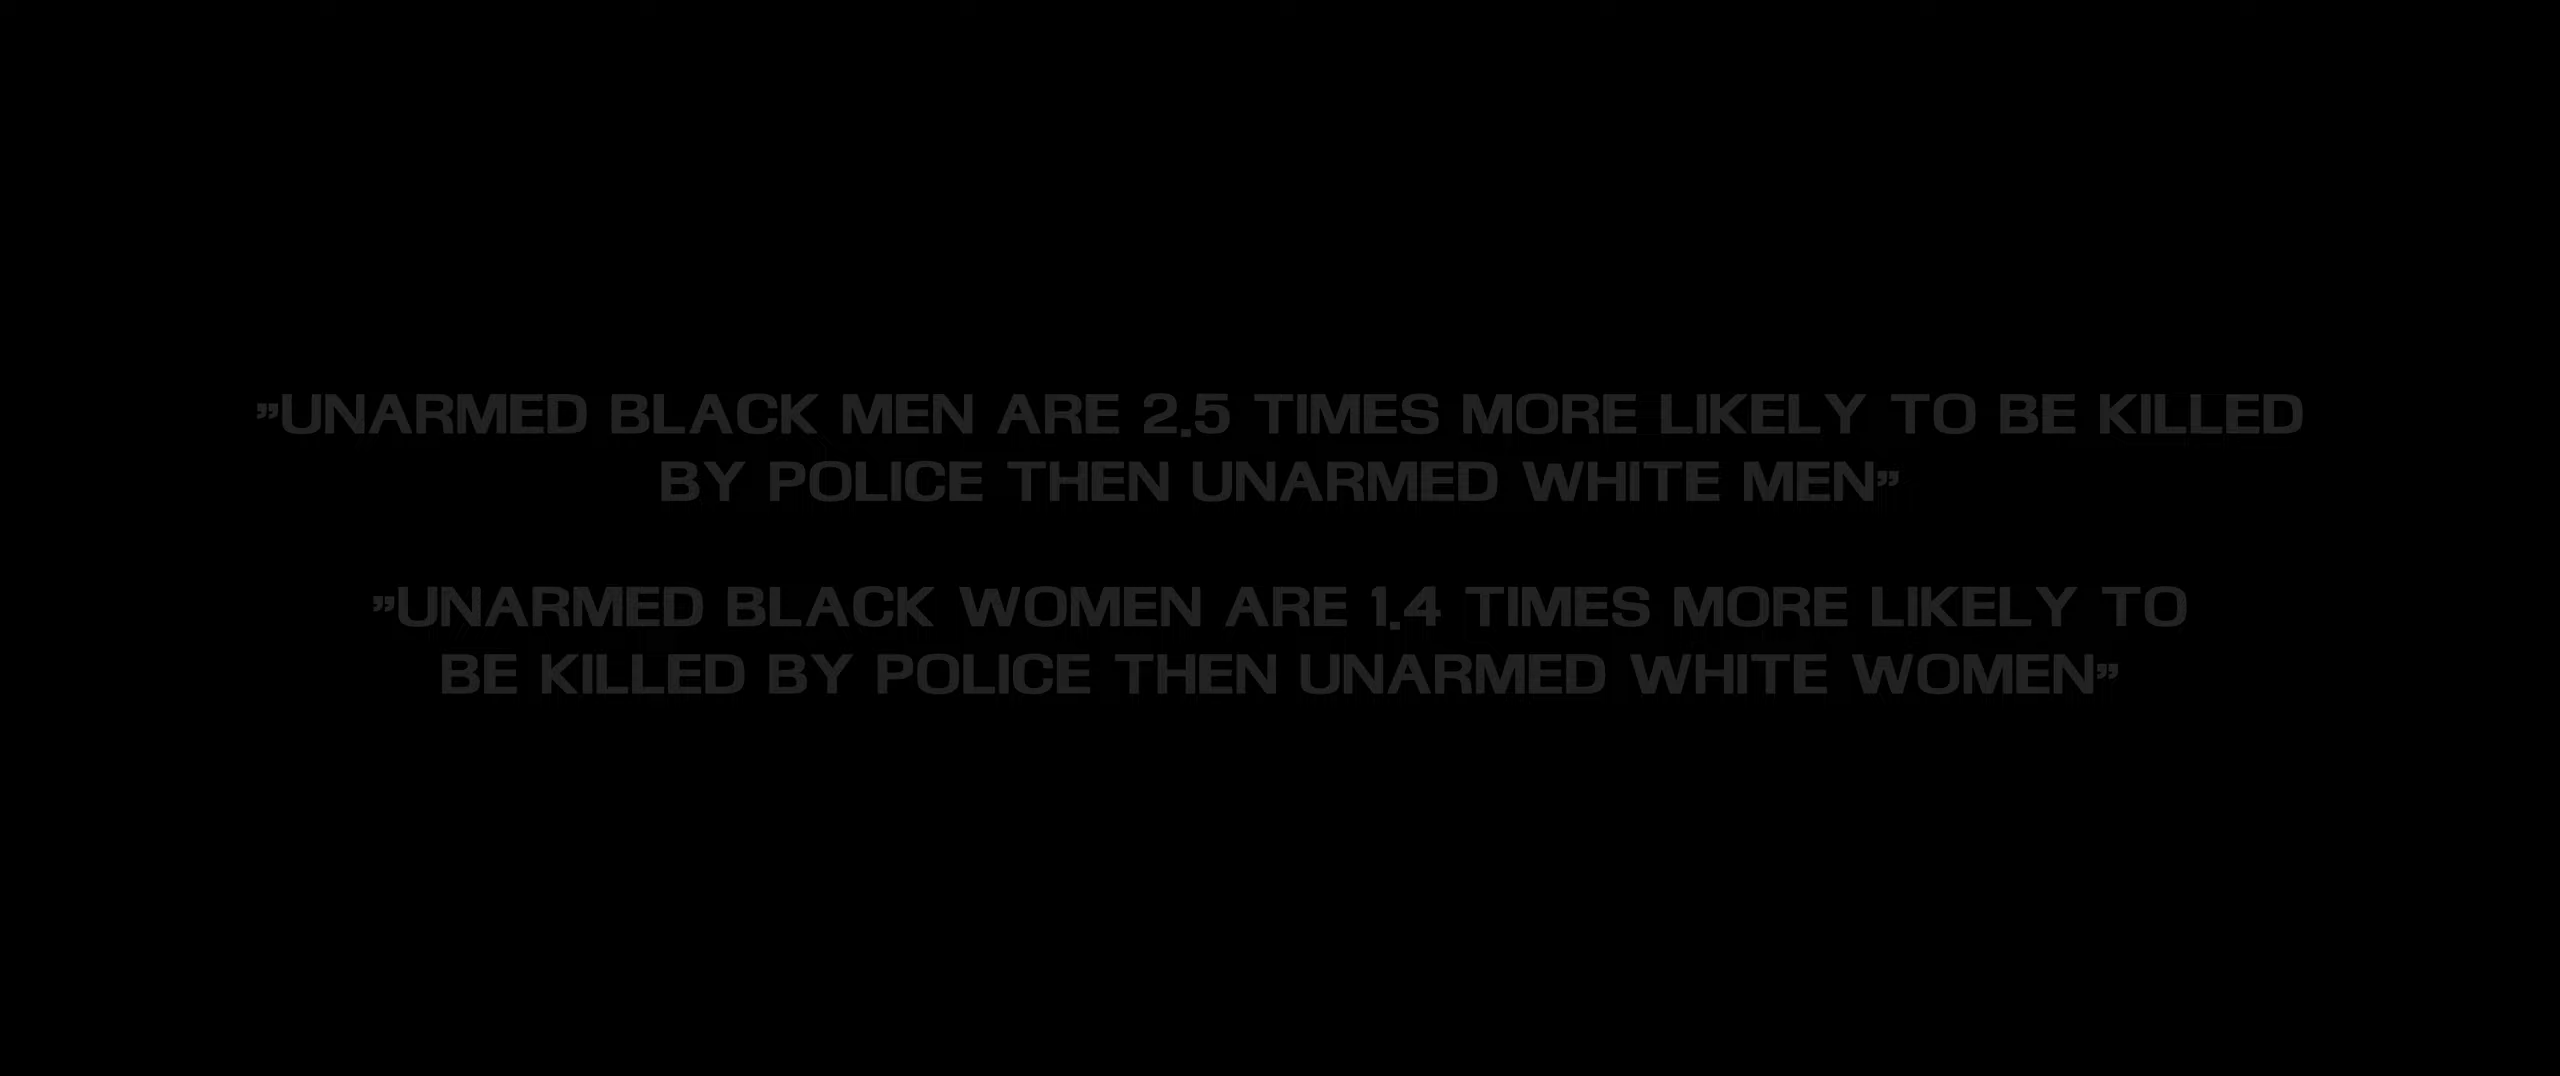 ”UNARMED BLACK MEN ARE 2.5 TIMES MORE LIKELY TO BE KILLED
BY POLICE THEN UNARMED WHITE MEN”
”UNARMED BLACK WOMEN ARE 1.4 TIMES MORE LIKELY TO
BE KILLED BY POLICE THEN UNARMED WHITE WOMEN”